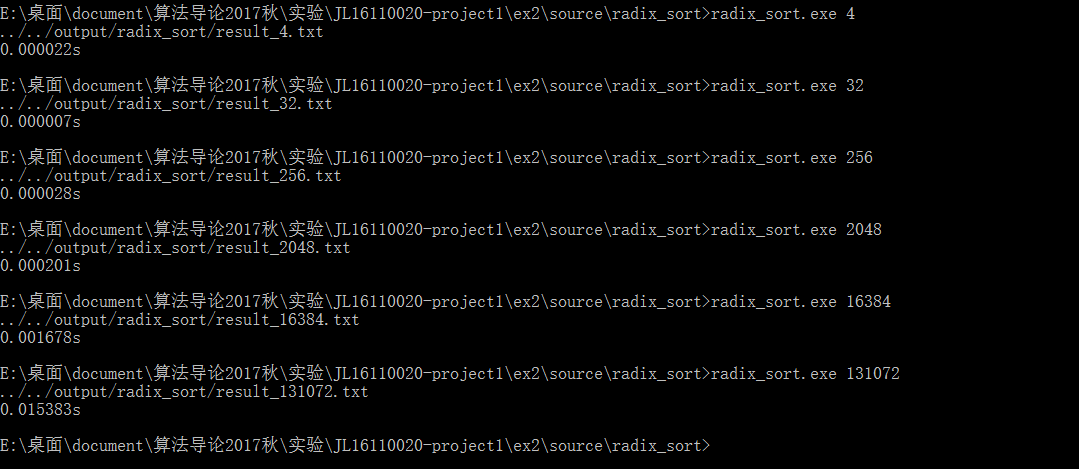 E:\桌面\document\算法导论2017秋\实验\JL16110020-project1\ex2\source\radix_sort>radix_sort.exe 4
../../output/radix_sort/result_4.txt
0.000022s
E:\桌面\document\算法导论2017秋\实验\JL16110020-project1\ex2\source\radix_sort>radix_sort.exe 32
../../output/radix_sort/result_32.txt
0.000007s
E:\桌面\document\算法导论2017秋\实验\JL16110020-project1\ex2\source\radix_sort>radix_sort.exe 256
../../output/radix_sort/result_256.txt
0.000028s
E:\桌面\document\算法导论2017秋\实验\JL16110020-project1\ex2\source\radix_sort>radix_sort.exe 2048
../../output/radix_sort/result_2048.txt
0.000201s
E:\桌面\document\算法导论2017秋\实验\JL16110020-project1\ex2\source\radix_sort>radix_sort.exe 16384
../../output/radix_sort/result_16384.txt
0.001678s
E:\桌面\document\算法导论2017秋\实验\JL16110020-project1\ex2\source\radix_sort>radix_sort.exe 131072
../../output/radix_sort/result_131072.txt
0.015383s
E:\桌面\document\算法导论2017秋\实验\JL16110020-project1\ex2\source\radix_sort>